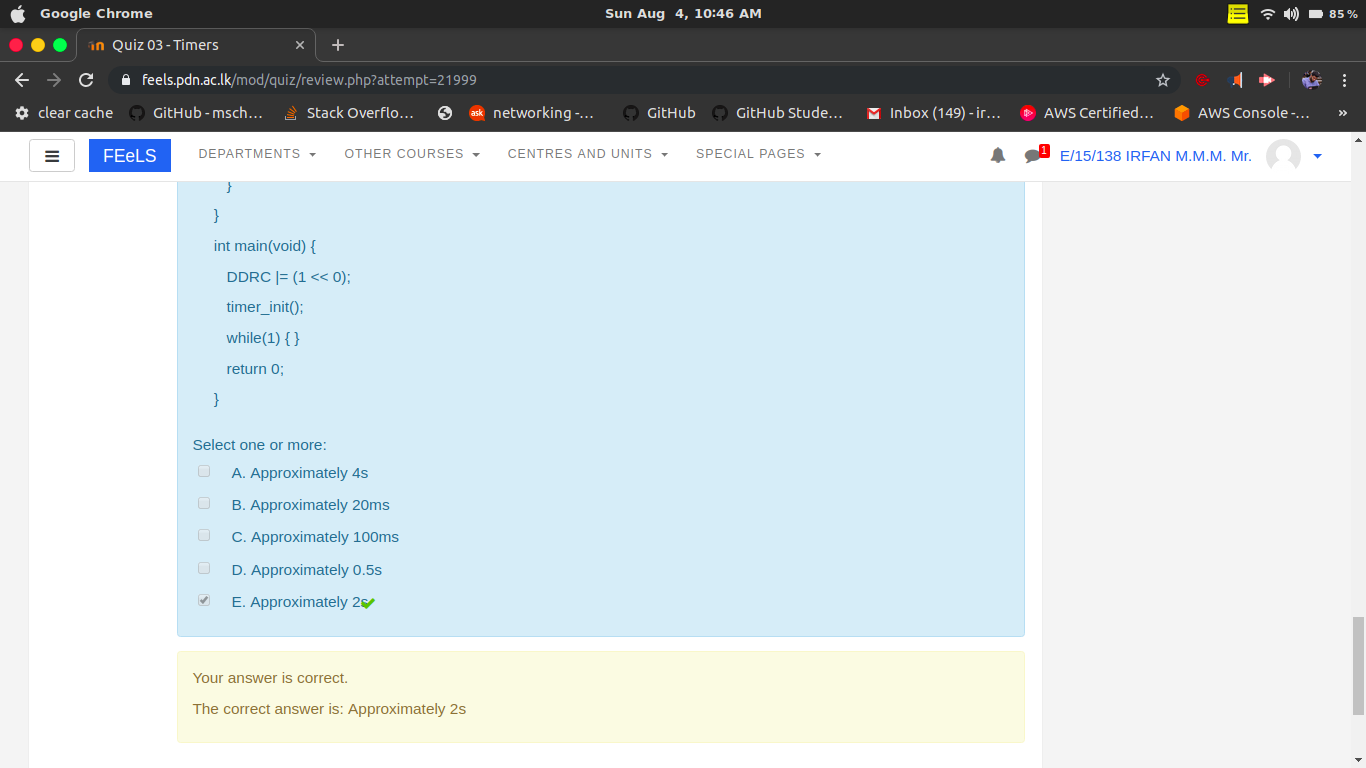 Google Chrome
Sun Aug 4, 10:46 AM
85%
Quiz 03 - Timers
feels.pdn.ac.lk/mod/quiz/review.php?attempt=21999
clear cache
GitHub - msch...
Stack Overflo...
ask
networking -...
GitHub
GitHub Stude...
Inbox (149) - ir...
AWS Certified...
AWS Console -...
»
FEeLS
DEPARTMENTS
OTHER COURSES
CENTRES AND UNITS
SPECIAL PAGES
1
E/15/138 IRFAN M.M.M. Mr.
}
}
int main(void) {
DDRC |= (1 << 0);
timer_init();
while(1) { }
return 0;
}
Select one or more:
A. Approximately 4s
B. Approximately 20ms
C. Approximately 100ms
D. Approximately 0.5s
E. Approximately 2s
Your answer is correct.
The correct answer is: Approximately 2s